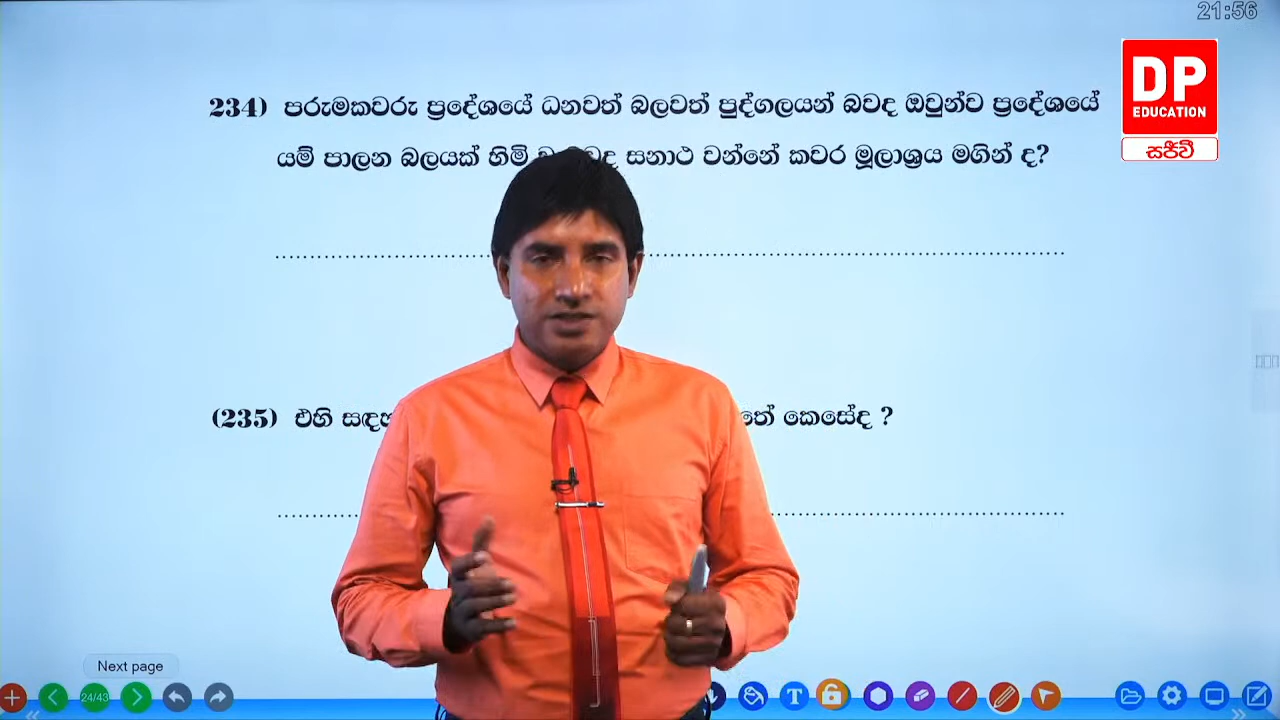 21:56
DP
EDUCATION
සජීවී
234) පරුමකවරු ප්‍රදේශයේ ධනවත් බලවත් පුද්ගලයන් බවද ඔවුන්ව ප්‍රදේශයේ
යම් පාලන බලයක් හිමි සනාථ වන්නේ කවර මූලාශ්‍රය මගින් ද?
(235) එහි කෙසේද ?
Next page
24/43